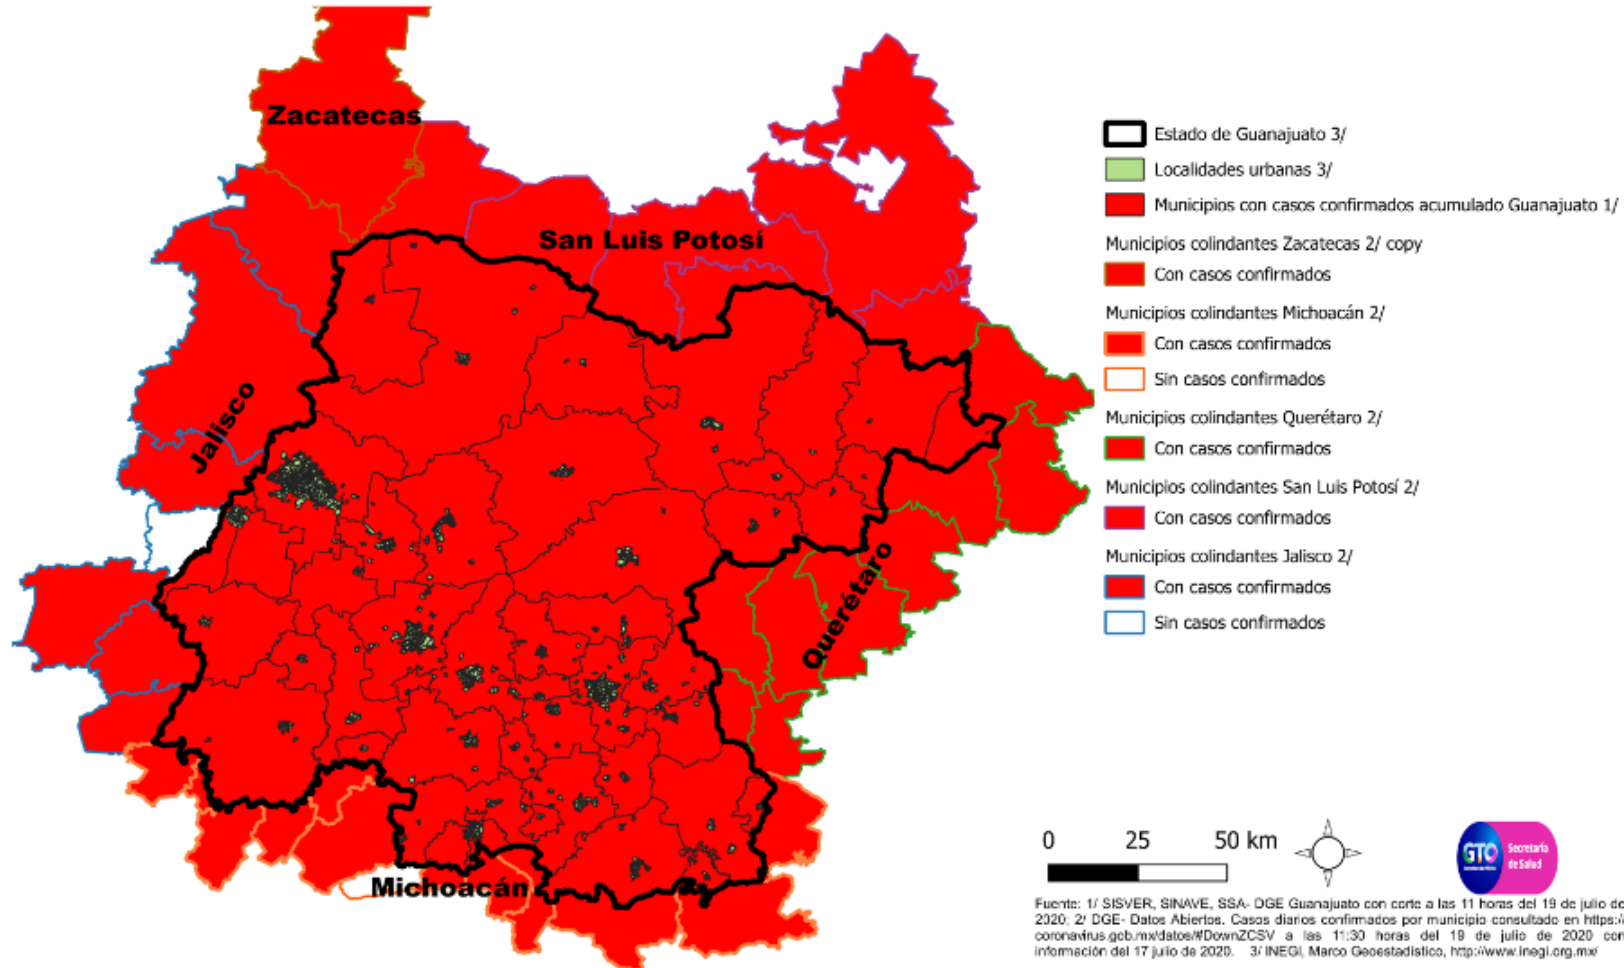 Zacatecas
San Luis Potosí
Jalisco
Querétaro
Michoacán
Estado de Guanajuato 3/
Localidades urbanas 3/
Municipios con casos confirmados acumulado Guanajuato 1/
Municipios colindantes Zacatecas 2/ copy
Con casos confirmados
Municipios colindantes Michoacán 2/
Con casos confirmados
Sin casos confirmados
Municipios colindantes Querétaro 2/
Con casos confirmados
Municipios colindantes San Luis Potosí 2/
Con casos confirmados
Municipios colindantes Jalisco 2/
Con casos confirmados
Sin casos confirmados
0 25 50 km
GTO
Secretaría
de Salud
Fuente: 1/ SISVER, SINAVE, SSA- DGE Guanajuato con corte a las 11 horas del 19 de julio de
2020; 2/ DGE- Datos Abiertos. Casos diarios confirmados por municipio consultado en https://
coronavirus.gob.mx/datos/#DownZCSV a las 11:30 horas del 19 de julio de 2020 con
información del 17 julio de 2020. 3/ INEGI, Marco Geoestadístico, http://www.inegi.org.mx/